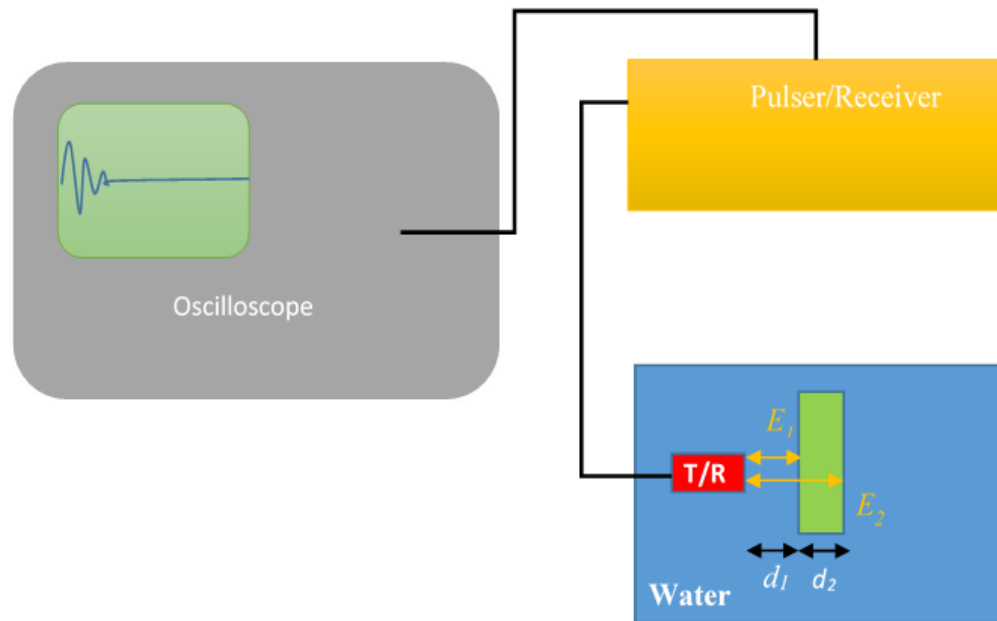 Pulser/Receiver
Oscilloscope
E₁
T/R
E₂
d₁ d₂
Water